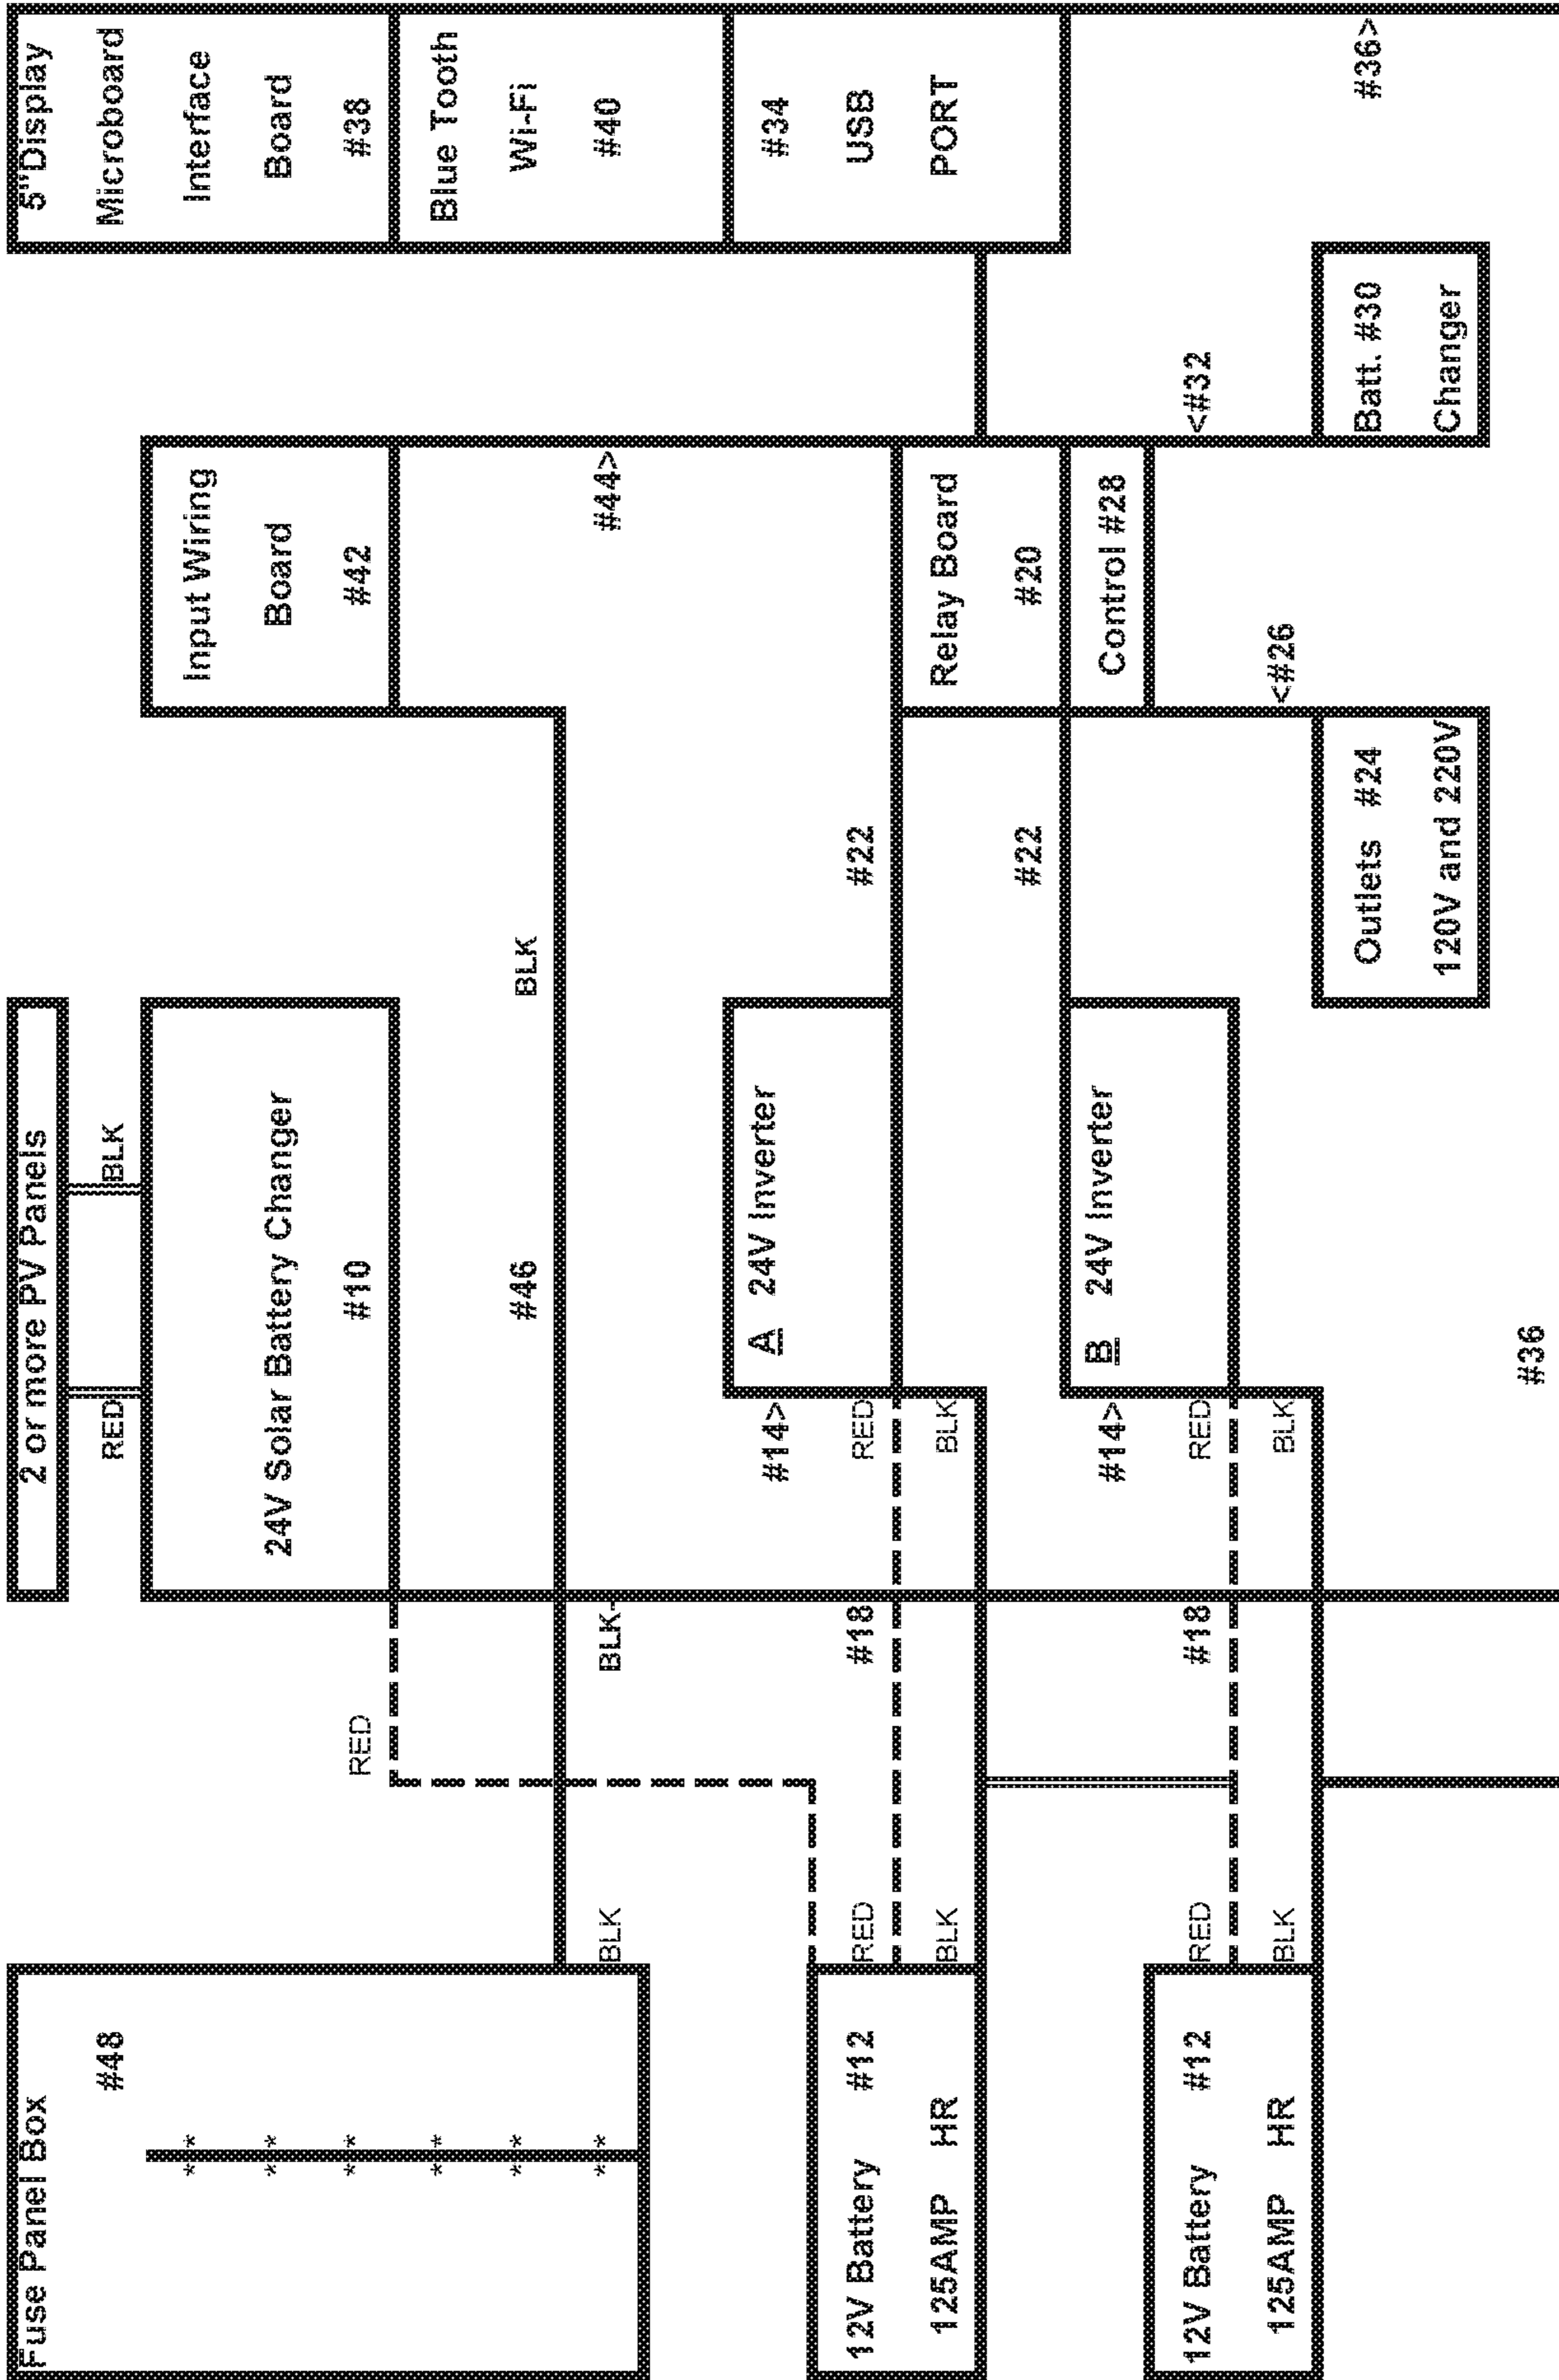 Fuse Panel Box
#48
* *
* *
* *
* *
* *
* *
BLK
BLK-
RED
2 or more PV Panels
RED
BLK
24V Solar Battery Changer
#10
#46
BLK
Input Wiring
Board
#42
#44>
5"Display
Microboard
Interface
Board
#38
Blue Tooth
Wi-Fi
#40
#34
USB
PORT
12V Battery #12
125AMP HR
RED
BLK
#18
#14>
RED
BLK
A 24V Inverter
#22
#22
Relay Board
#20
Control #28
<#32
12V Battery #12
125AMP HR
RED
BLK
#18
#14>
RED
BLK
B 24V Inverter
<#26
Outlets #24
120V and 220V
Batt. #30
Changer
#36>
#36